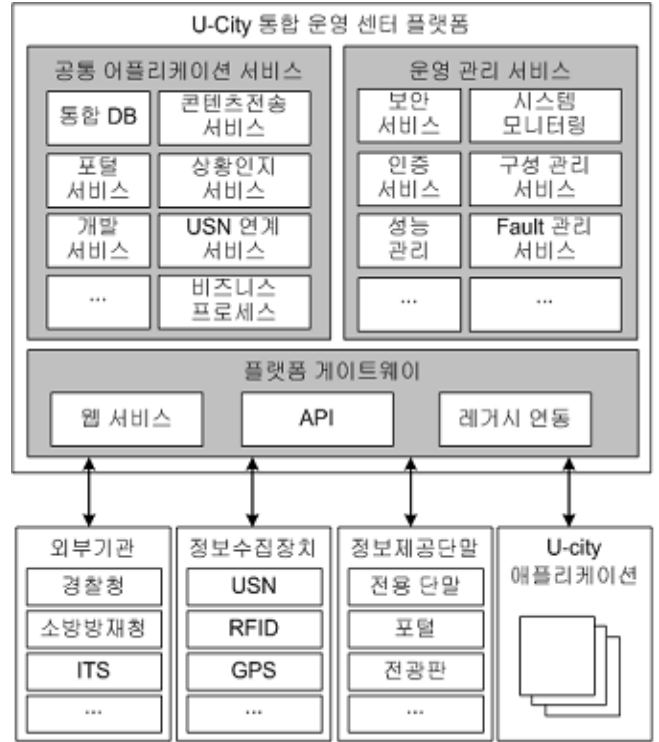 U-City 통합 운영 센터 플랫폼
공통 어플리케이션 서비스
통합 DB
콘텐츠전송
서비스
포털
서비스
상황인지
서비스
개발
서비스
USN 연계
서비스
...
비즈니스
프로세스
운영 관리 서비스
보안
서비스
시스템
모니터링
인증
서비스
구성 관리
서비스
성능
관리
Fault 관리
서비스
...
...
플랫폼 게이트웨이
웹 서비스
API
레거시 연동
외부기관
경찰청
소방방재청
ITS
...
정보수집장치
USN
RFID
GPS
...
정보제공단말
전용 단말
포털
전광판
...
U-city
애플리케이션